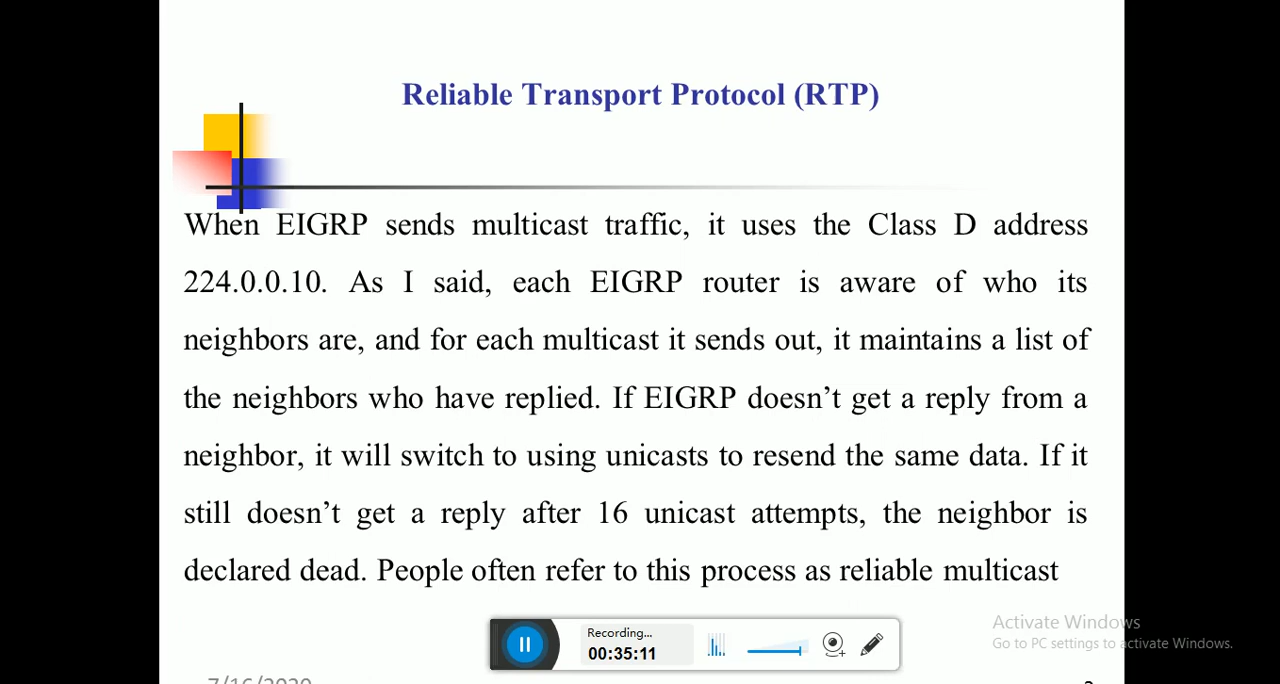 Reliable Transport Protocol (RTP)
When EIGRP sends multicast traffic, it uses the Class D address
224.0.0.10. As I said, each EIGRP router is aware of who its
neighbors are, and for each multicast it sends out, it maintains a list of
the neighbors who have replied. If EIGRP doesn’t get a reply from a
neighbor, it will switch to using unicasts to resend the same data. If it
still doesn’t get a reply after 16 unicast attempts, the neighbor is
declared dead. People often refer to this process as reliable multicast
Recording...
00:35:11
Activate Windows
Go to PC settings to activate Windows.
7/16/2020